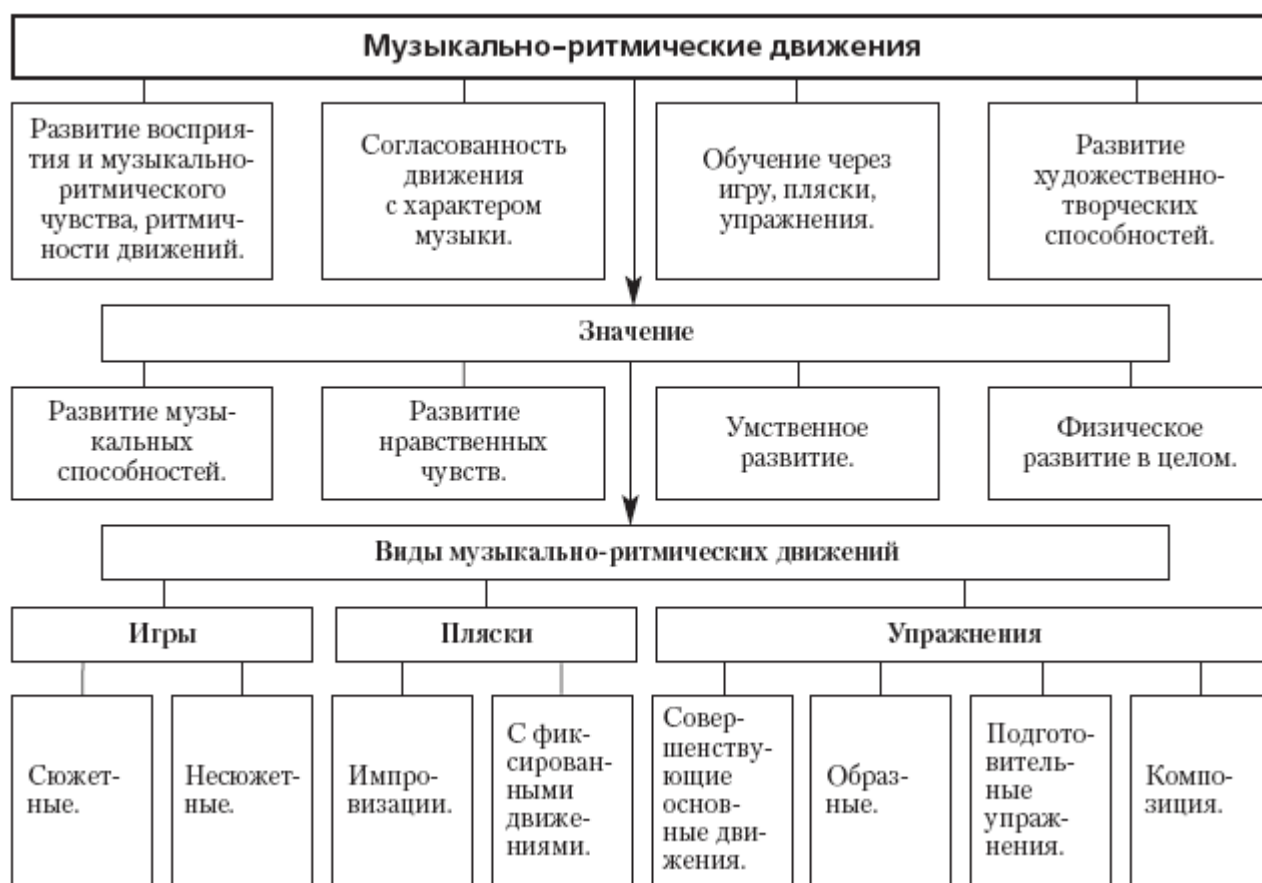 Музыкально-ритмические движения
Развитие восприя-
тия и музыкально-
ритмического
чувства, ритмич-
ности движений.
Согласованность
движения
с характером
музыки.
Обучение через
игру, пляски,
упражнения.
Развитие
художественно-
творческих
способностей.
Значение
Развитие музы-
кальных
способностей.
Развитие
нравственных
чувств.
Умственное
развитие.
Физическое
развитие в целом.
Виды музыкально-ритмических движений
Игры
Пляски
Упражнения
Сюжет-
ные.
Несюжет-
ные.
Импро-
визации.
С фик-
сирован-
ными
движе-
ниями.
Совер-
шенству-
ющие
основ-
ные дви-
жения.
Образ-
ные.
Подгото-
витель-
ные
упраж-
нения.
Компо-
зиция.